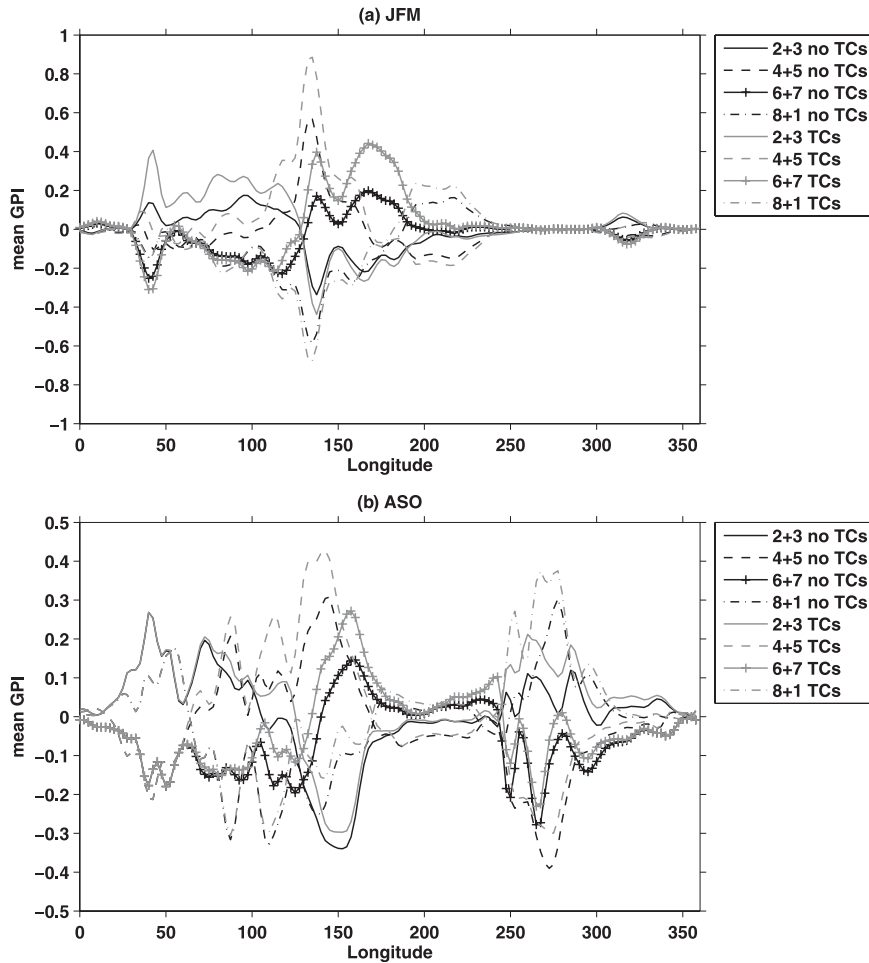 (a) JFM
1
0.8
0.6
0.4
0.2
0
−0.2
−0.4
−0.6
−0.8
−1
mean GPI
0 50 100 150 200 250 300 350
Longitude
2+3 no TCs
4+5 no TCs
6+7 no TCs
8+1 no TCs
2+3 TCs
4+5 TCs
6+7 TCs
8+1 TCs
(b) ASO
0.5
0.4
0.3
0.2
0.1
0
−0.1
−0.2
−0.3
−0.4
−0.5
mean GPI
0 50 100 150 200 250 300 350
Longitude
2+3 no TCs
4+5 no TCs
6+7 no TCs
8+1 no TCs
2+3 TCs
4+5 TCs
6+7 TCs
8+1 TCs